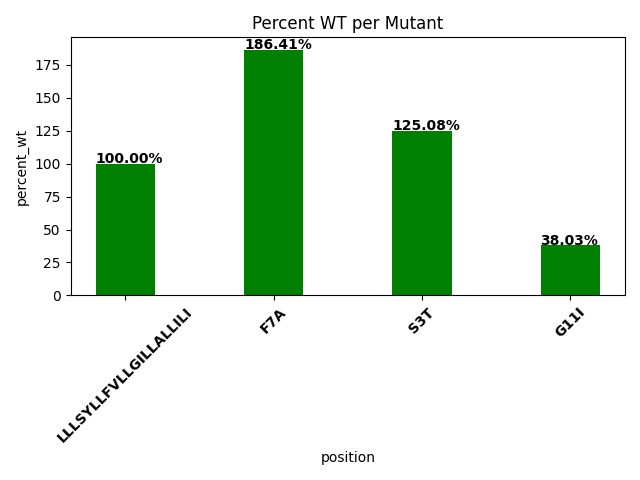 Percent WT per Mutant
percent_wt
175
150
125
100
75
50
25
0
100.00%
186.41%
125.08%
38.03%
LLLSYLLFVLLGILLALLILI
F7A
S3T
G11I
position